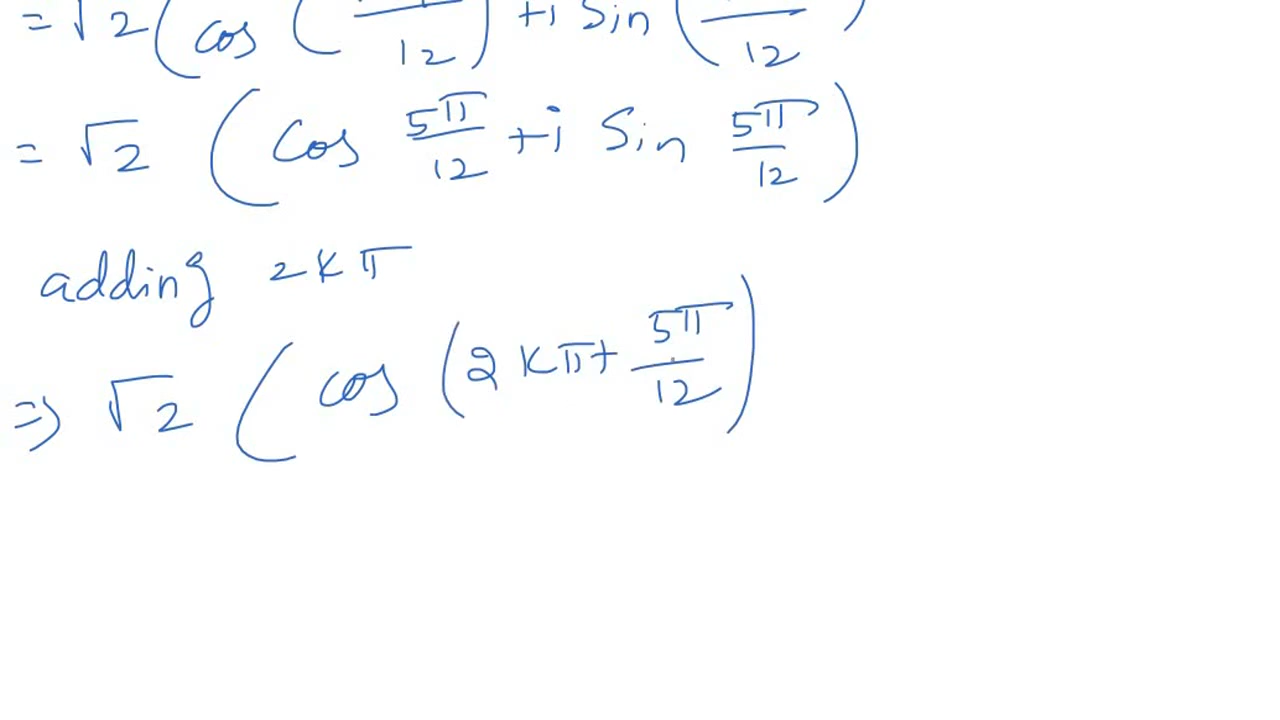 = √2 ( cos ( 12 ) + i Sin ( 12 )
= √2 ( Cos 5π/12 + i Sin 5π/12 )
adding 2kπ
⇒ √2 ( cos ( 2kπ + 5π/12 )